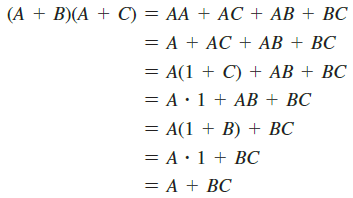 (A + B)(A + C) = AA + AC + AB + BC
= A + AC + AB + BC
= A(1 + C) + AB + BC
= A · 1 + AB + BC
= A(1 + B) + BC
= A · 1 + BC
= A + BC